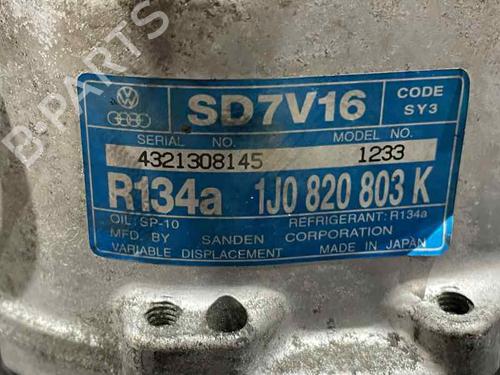 B-PARTS
SD7V16
CODE
SY3
SERIAL NO. MODEL NO.
4321308145 1233
R134a 1J0 820 803 K
OIL: SP-10 REFRIGERANT: R134a
MFD. BY SANDEN CORPORATION
VARIABLE DISPLACEMENT MADE IN JAPAN